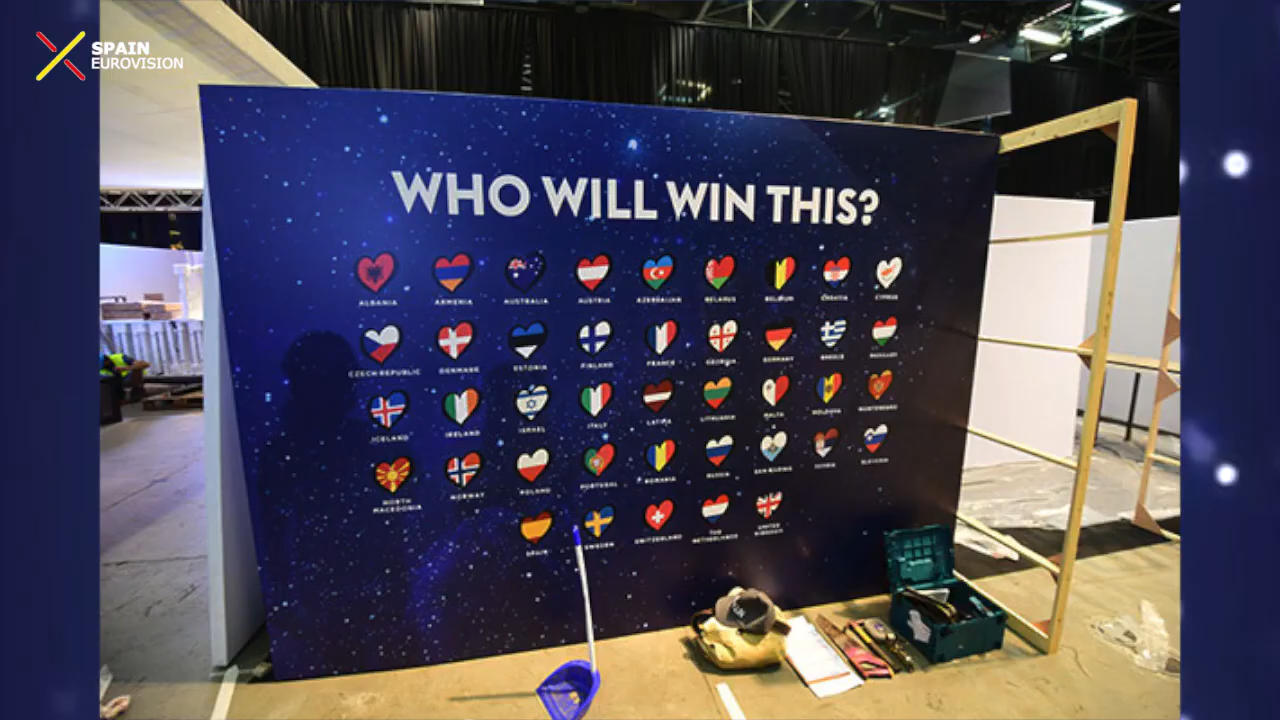 SPAIN
EUROVISION
WHO WILL WIN THIS?
ALBANIA ARMENIA AUSTRALIA AUSTRIA AZERBAIJAN BELARUS BELGIUM CROATIA CYPRUS
CZECH REPUBLIC DENMARK ESTONIA FINLAND FRANCE GEORGIA GERMANY GREECE
ICELAND IRELAND ISRAEL ITALY LATVIA LITHUANIA MALTA MOLDOVA MONTENEGRO
NORTH
MACEDONIA
NORWAY POLAND PORTUGAL ROMANIA RUSSIA SAN MARINO SERBIA SLOVENIA
SPAIN SWEDEN SWITZERLAND
THE
NETHERLANDS
UNITED
KINGDOM